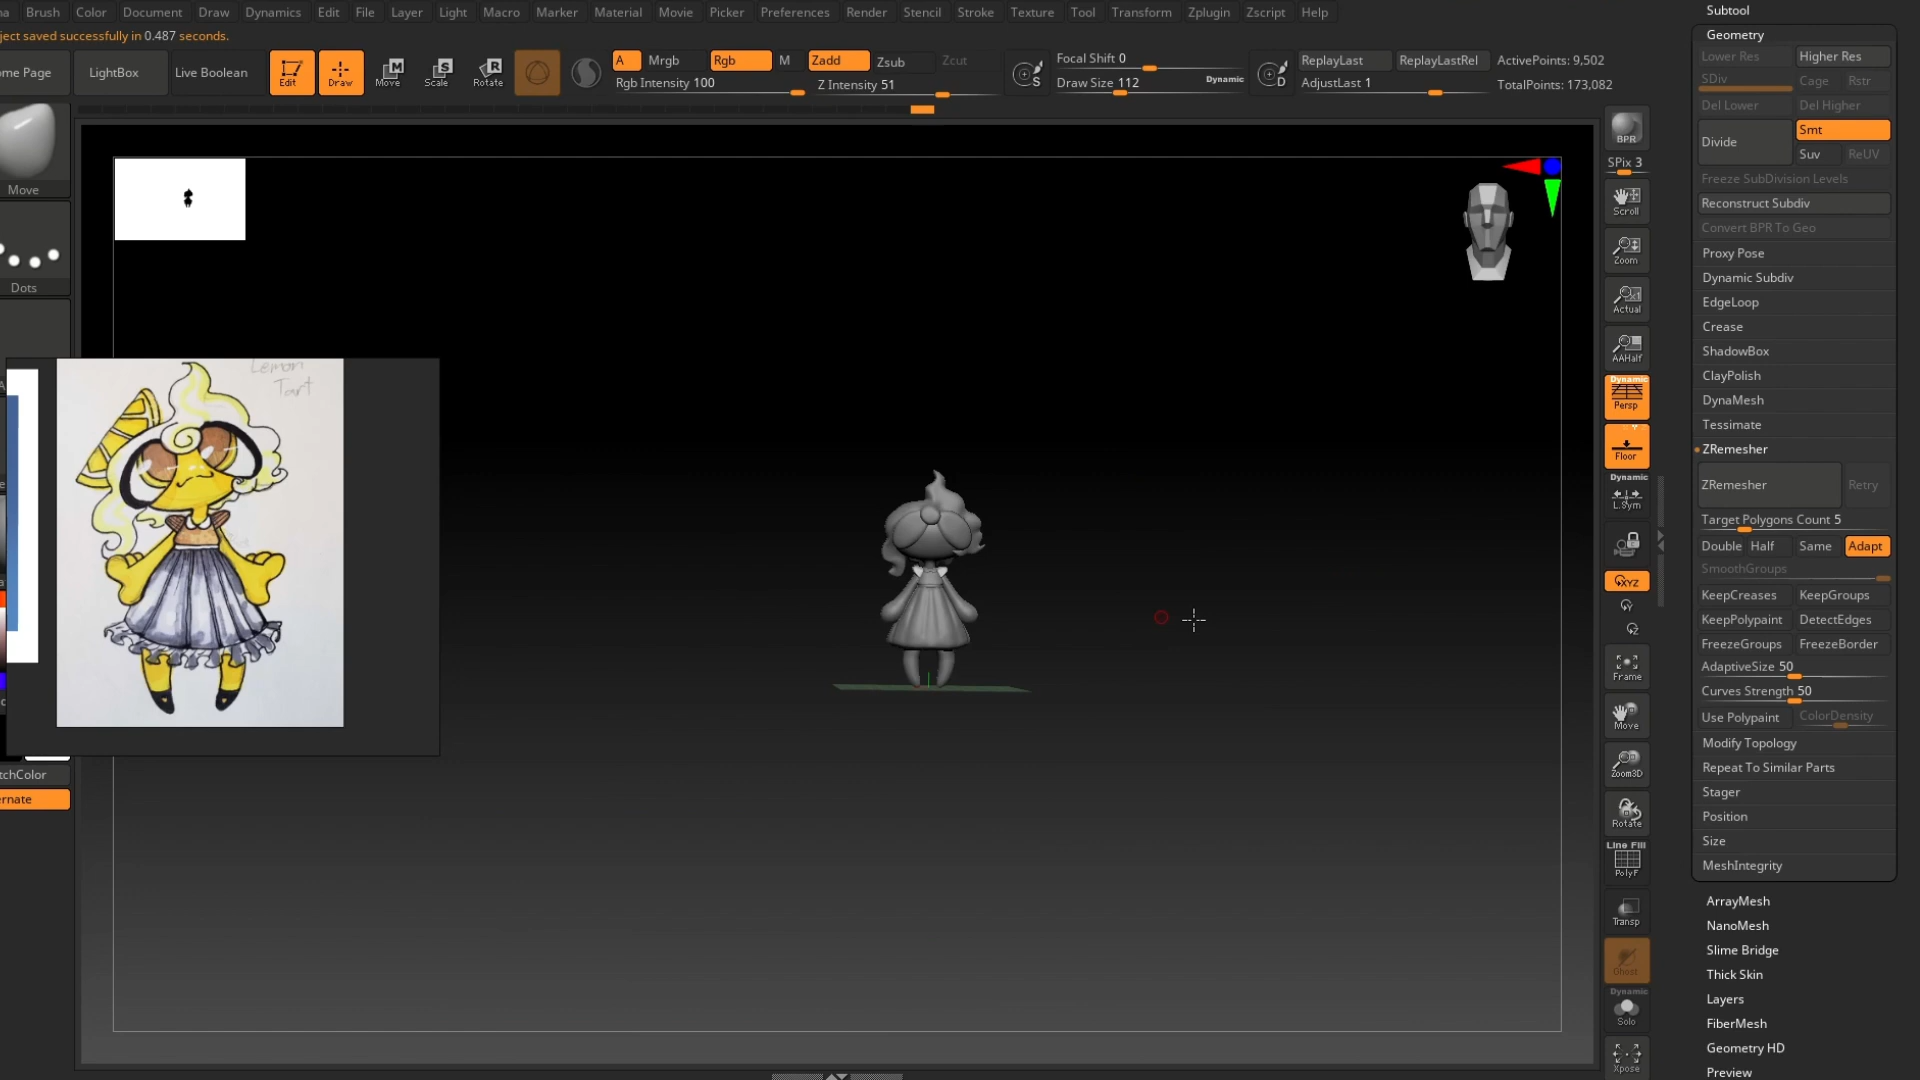 Brush Color Document Draw Dynamics Edit File Layer Light Macro Marker Material Movie Picker Preferences Render Stencil Stroke Texture Tool Transform Zplugin Zscript Help
ject saved successfully in 0.487 seconds.
ome Page LightBox Live Boolean Edit Draw Move Scale Rotate
A Mrgb Rgb M Zadd Zsub Zcut
Rgb Intensity 100 Z Intensity 51
Focal Shift 0
Draw Size 112 Dynamic
ReplayLast ReplayLastRel ActivePoints: 9,502
AdjustLast 1 TotalPoints: 173,082
Move
Dots
Lemon
Tart
tchColor
ernate
BPR
SPix 3
Scroll
Zoom
Actual
AAHalf
Dynamic
Persp
Floor
Dynamic
L.Sym
XYZ
Frame
Move
Zoom3D
Rotate
Line Fill
PolyF
Transp
Ghost
Dynamic
Solo
Xpose
Subtool
Geometry
Lower Res Higher Res
SDiv Cage Rstr
Del Lower Del Higher
Divide Smt
Suv ReUV
Freeze SubDivision Levels
Reconstruct Subdiv
Convert BPR To Geo
Proxy Pose
Dynamic Subdiv
EdgeLoop
Crease
ShadowBox
ClayPolish
DynaMesh
Tessimate
ZRemesher
ZRemesher Retry
Target Polygons Count 5
Double Half Same Adapt
SmoothGroups
KeepCreases KeepGroups
KeepPolypaint DetectEdges
FreezeGroups FreezeBorder
AdaptiveSize 50
Curves Strength 50
Use Polypaint ColorDensity
Modify Topology
Repeat To Similar Parts
Stager
Position
Size
MeshIntegrity
ArrayMesh
NanoMesh
Slime Bridge
Thick Skin
Layers
FiberMesh
Geometry HD
Preview